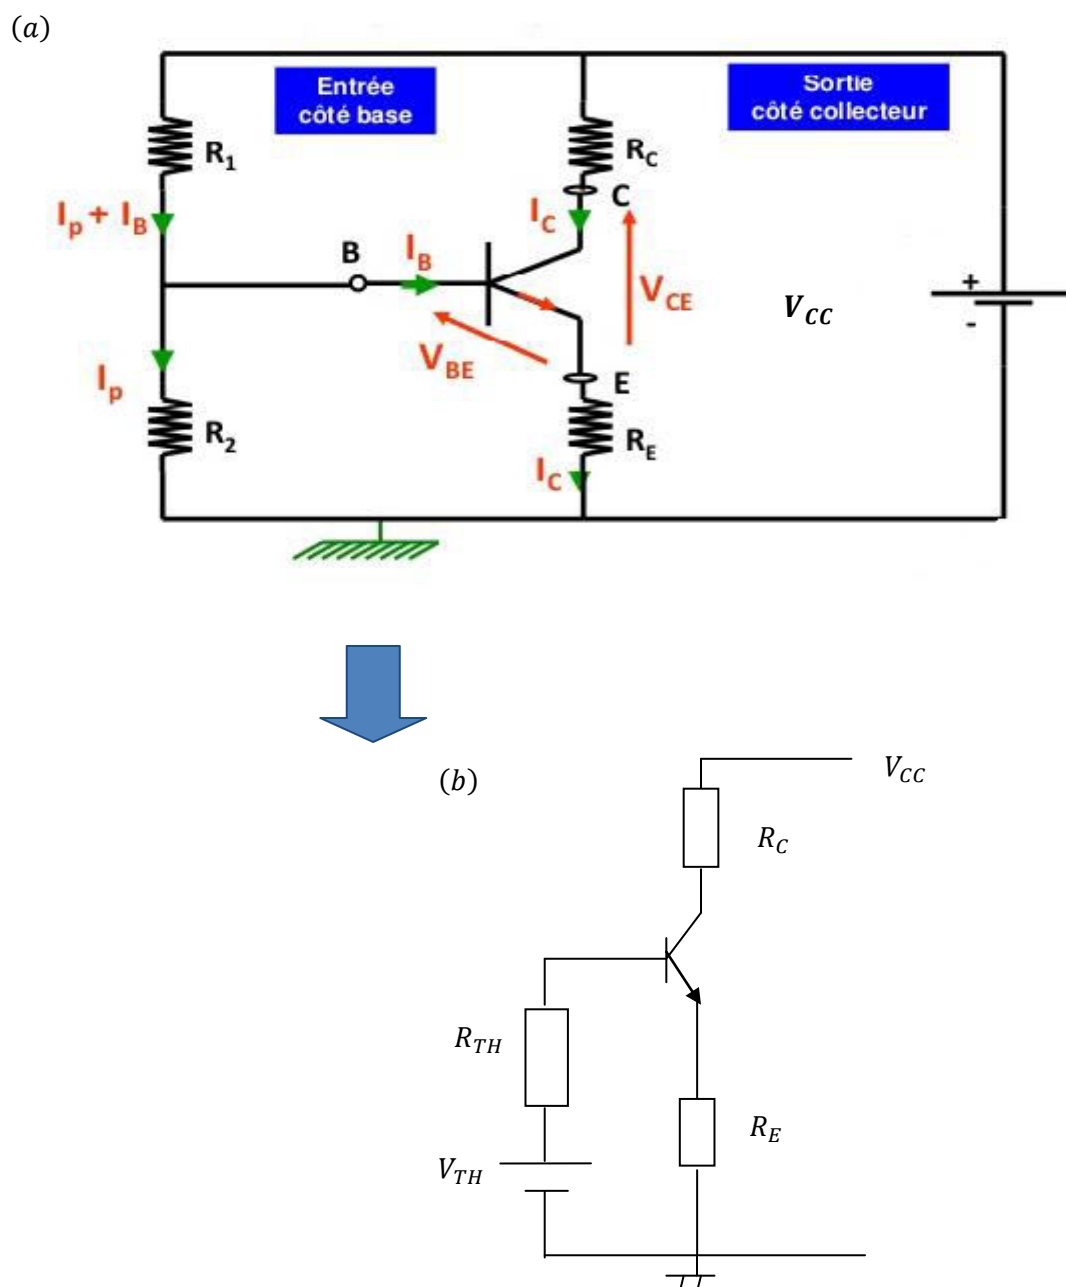 (a)
Entrée
côté base
Sortie
côté collecteur
R1
RC
C
Ip + IB
IC
B
IB
VCE
VCC
+
-
VBE
Ip
E
R2
RE
IC
(b)
VCC
RC
RTH
RE
VTH